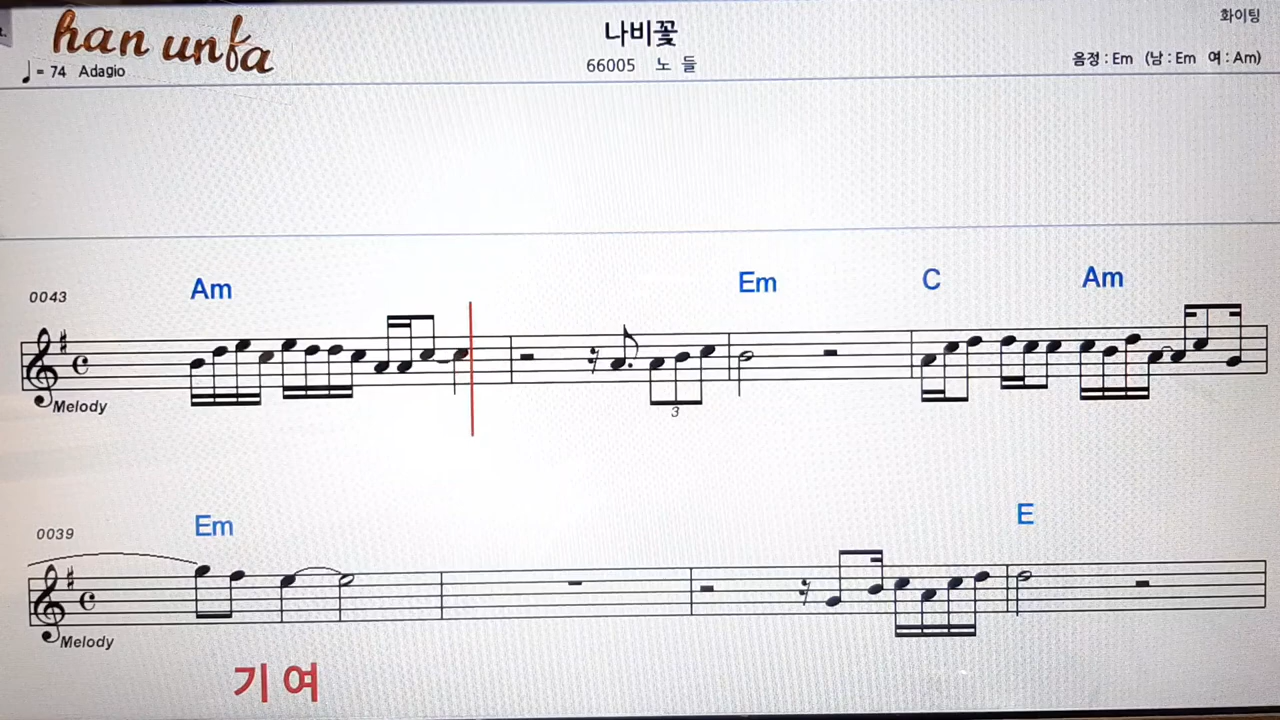 han unfa
나비꽃
화이팅
♩ = 74 Adagio
66005 노 들
음정 : Em (남 : Em 여 : Am)
Am Em C Am
0043
Melody
3
Em E
0039
Melody
기 여